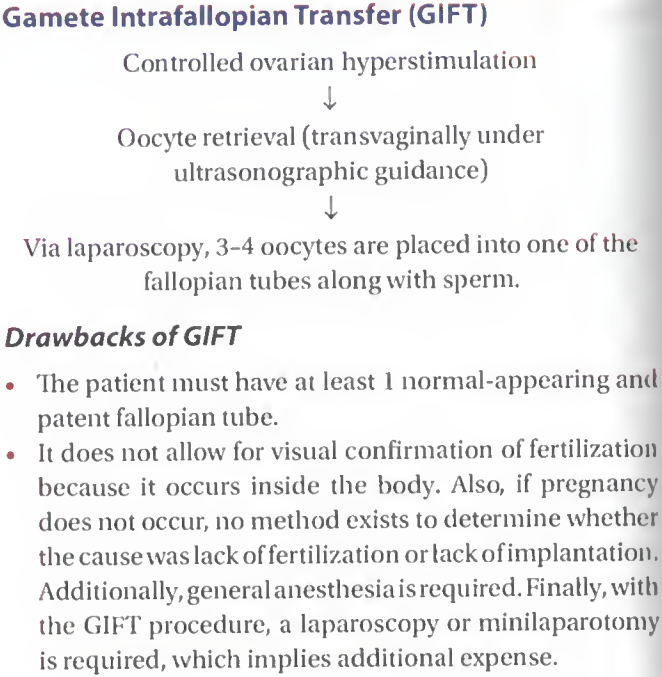 Gamete Intrafallopian Transfer (GIFT)
Controlled ovarian hyperstimulation
↓
Oocyte retrieval (transvaginally under
ultrasonographic guidance)
↓
Via laparoscopy, 3–4 oocytes are placed into one of the
fallopian tubes along with sperm.
Drawbacks of GIFT
• The patient must have at least 1 normal-appearing and
patent fallopian tube.
• It does not allow for visual confirmation of fertilization
because it occurs inside the body. Also, if pregnancy
does not occur, no method exists to determine whether
the cause was lack of fertilization or lack of implantation.
Additionally, general anesthesia is required. Finally, with
the GIFT procedure, a laparoscopy or minilaparotomy
is required, which implies additional expense.